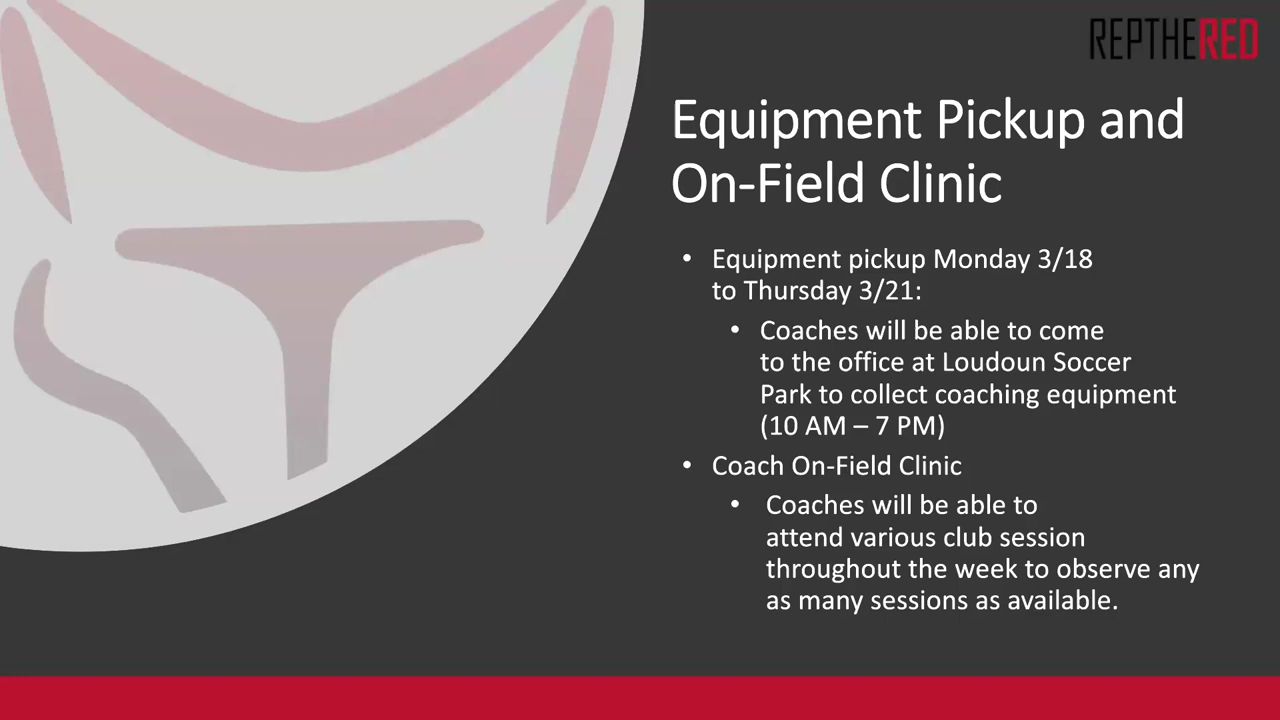 REPTHERED
Equipment Pickup and
On-Field Clinic
• Equipment pickup Monday 3/18
to Thursday 3/21:
• Coaches will be able to come
to the office at Loudoun Soccer
Park to collect coaching equipment
(10 AM – 7 PM)
• Coach On-Field Clinic
• Coaches will be able to
attend various club session
throughout the week to observe any
as many sessions as available.